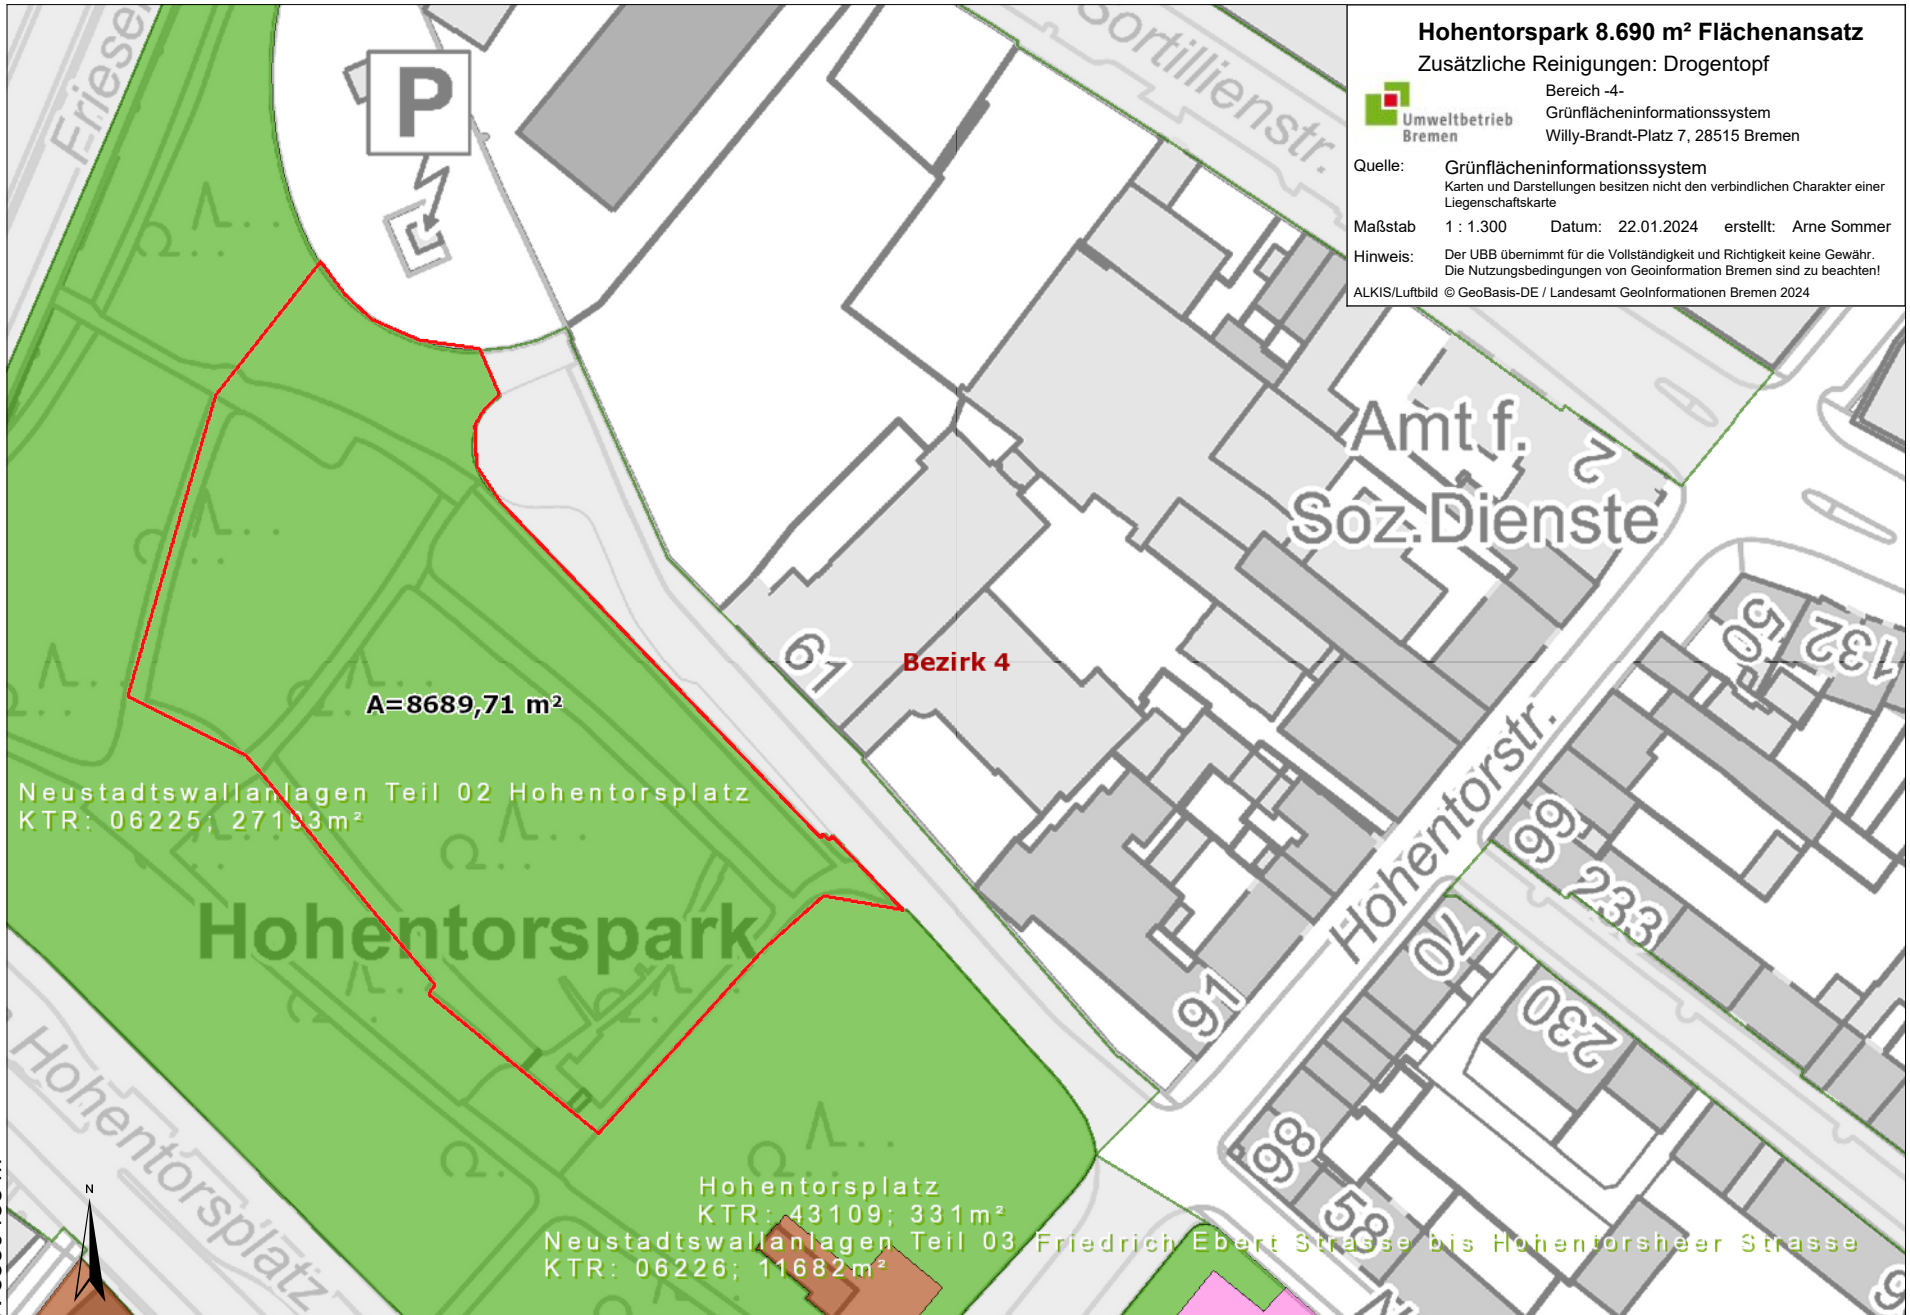 Hohentorspark 8.690 m² Flächenansatz
Zusätzliche Reinigungen: Drogentopf
Umweltbetrieb
Bremen
Bereich -4-
Grünflächeninformationssystem
Willy-Brandt-Platz 7, 28515 Bremen
Quelle: Grünflächeninformationssystem
Karten und Darstellungen besitzen nicht den verbindlichen Charakter einer
Liegenschaftskarte
Maßstab 1 : 1.300 Datum: 22.01.2024 erstellt: Arne Sommer
Hinweis: Der UBB übernimmt für die Vollständigkeit und Richtigkeit keine Gewähr.
Die Nutzungsbedingungen von Geoinformation Bremen sind zu beachten!
ALKIS/Luftbild © GeoBasis-DE / Landesamt GeoInformationen Bremen 2024
P
Sortillienstr.
Amt f.
Soz.Dienste
2
61
Bezirk 4
50
132
A=8689,71 m²
Neustadtswallanlagen Teil 02 Hohentorsplatz
KTR: 06225; 27193m²
Hohentorspark
Hohentorstr.
99
233
70
91
230
Hohentorsplatz
68
58
Hohentorsplatz
KTR: 43109; 331m²
Neustadtswallanlagen Teil 03 Friedrich Ebert Strasse bis Hohentorsheer Strasse
KTR: 06226; 11682m²
N